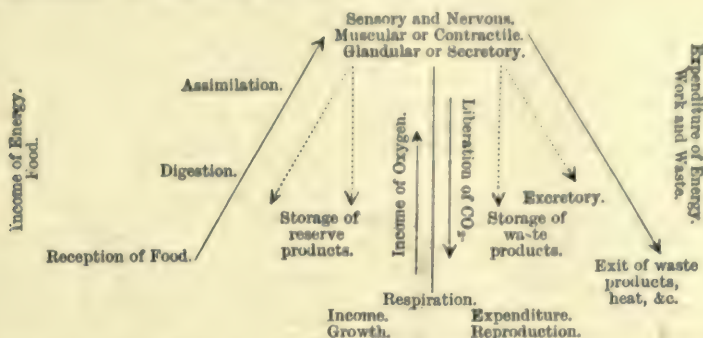 Sensory and Nervous.
Muscular or Contractile.
Glandular or Secretory.
Assimilation.
Digestion.
Reception of Food.
Income of Energy.
Food.
Storage of
reserve
products.
Income of Oxygen.
Liberation of CO₂.
Storage of
waste
products.
Excretory.
Expenditure of Energy.
Work and Waste.
Exit of waste
products,
heat, &c.
Respiration.
Income.
Growth.
Expenditure.
Reproduction.